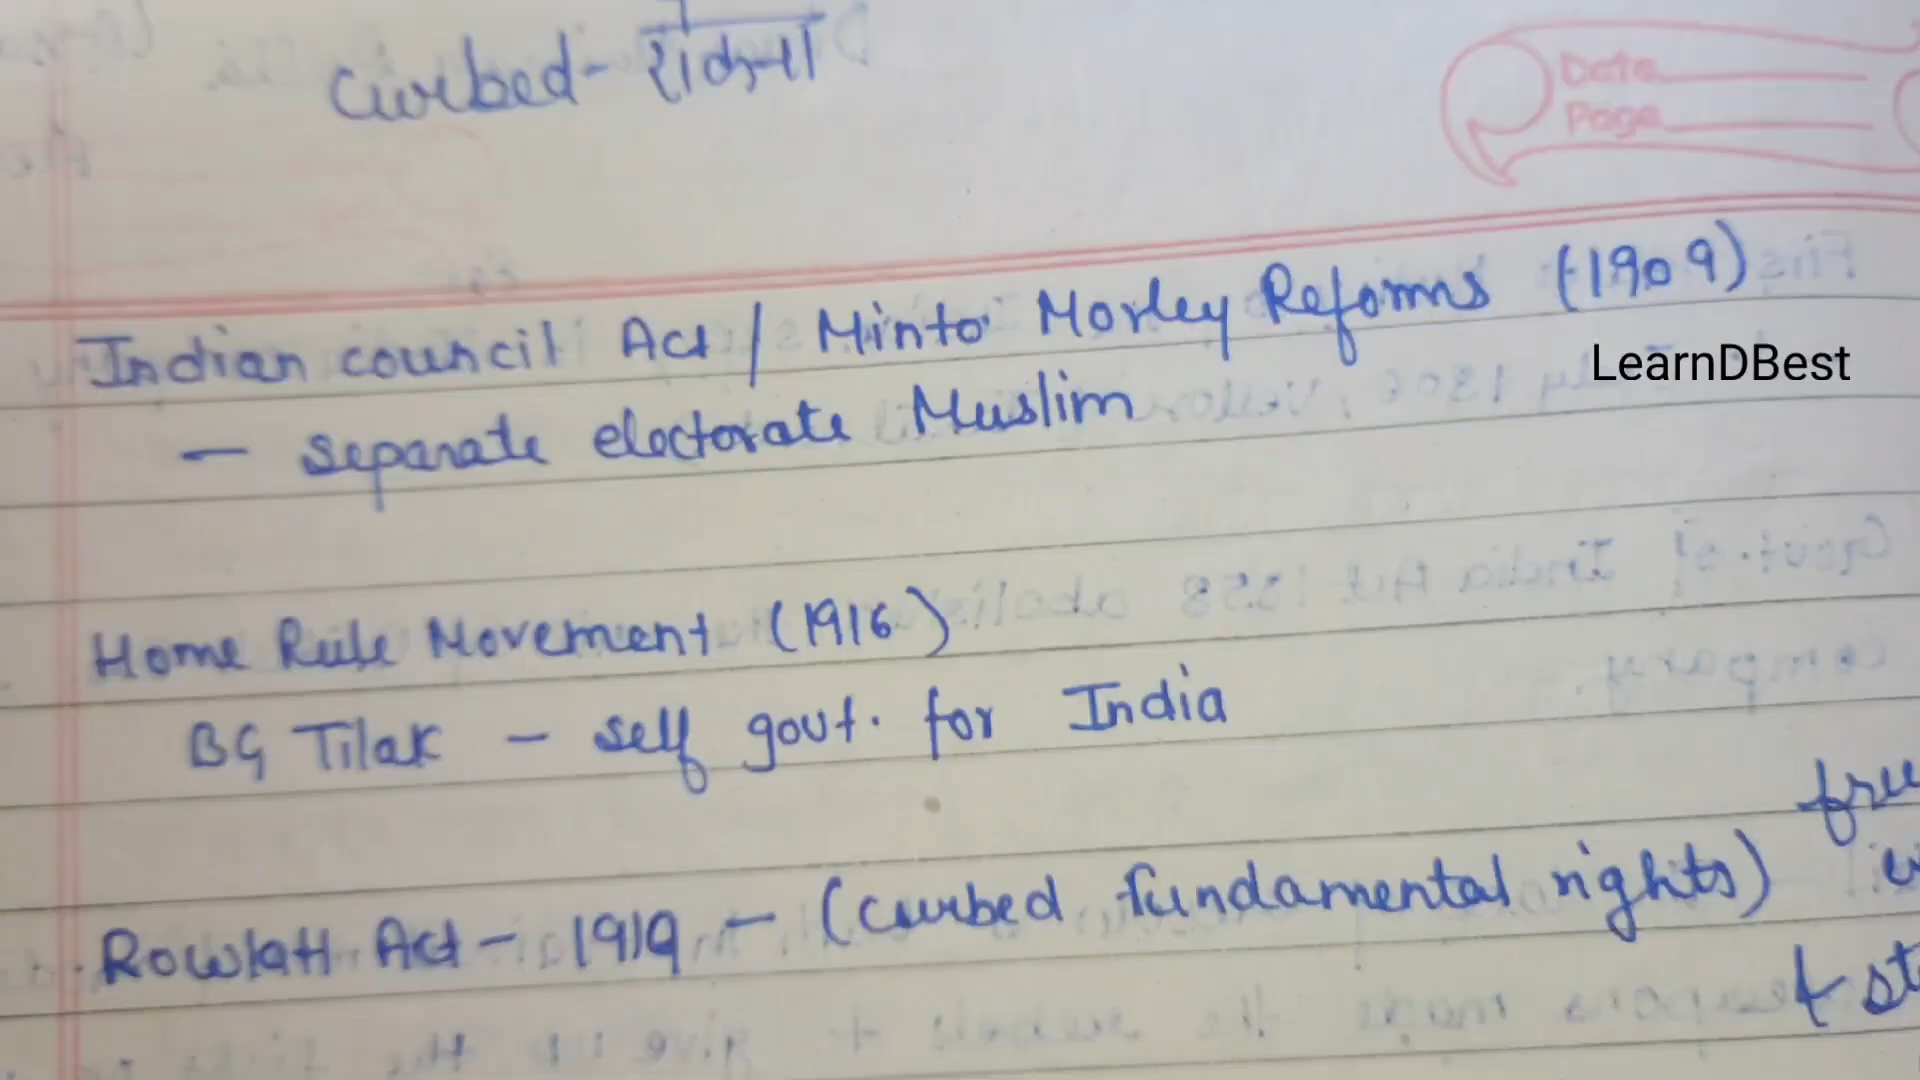 curbed - रोकना
Date
Page
Indian council Act / Minto Morley Reforms (1909)
LearnDBest
- separate electorate Muslim
Home Rule Movement (1916)
BG Tilak - self govt. for India
Rowlatt Act - 1919 - (curbed fundamental rights)